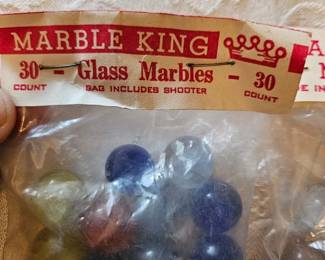 MARBLE KING
30 - Glass Marbles - 30
COUNT BAG INCLUDES SHOOTER COUNT